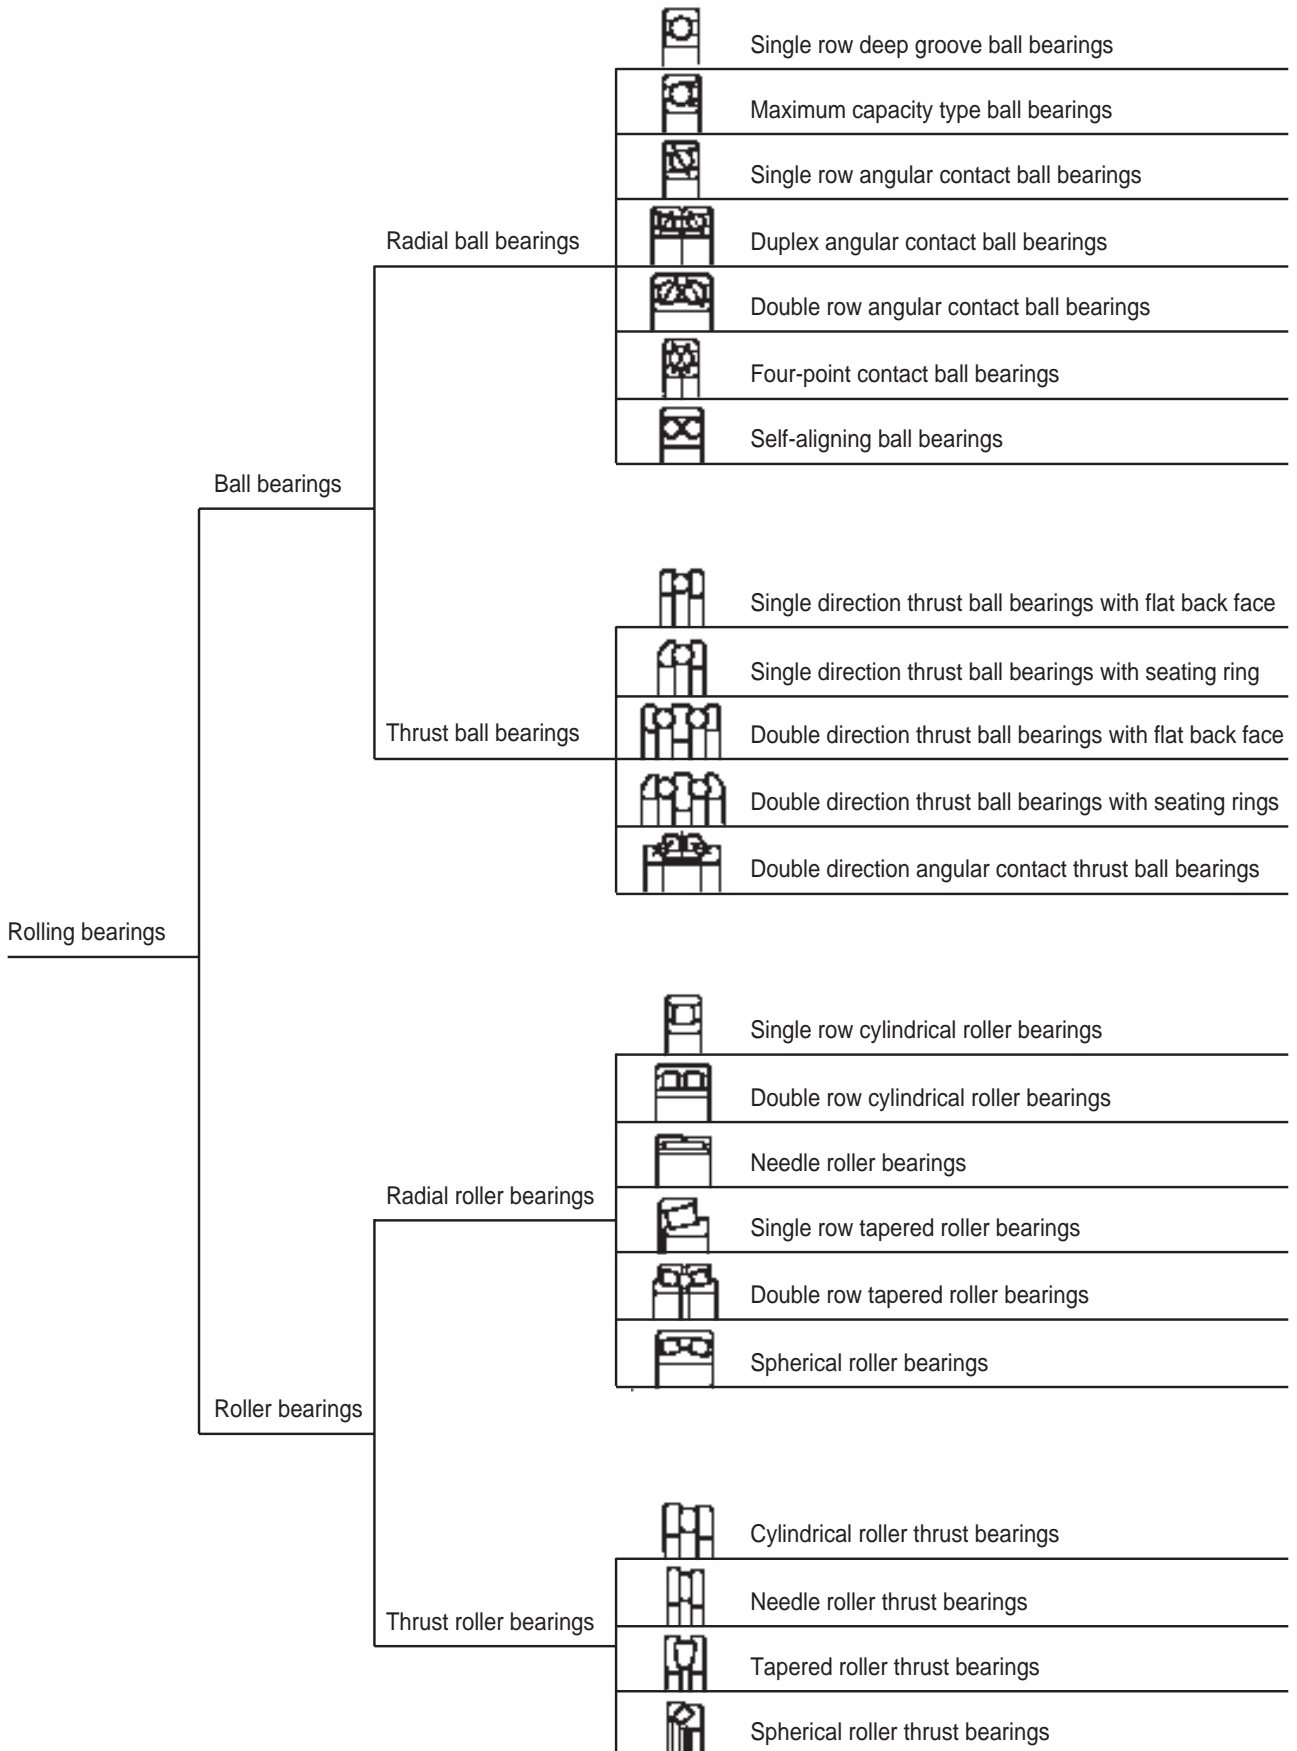 Single row deep groove ball bearings
Maximum capacity type ball bearings
Single row angular contact ball bearings
Radial ball bearings
Duplex angular contact ball bearings
Double row angular contact ball bearings
Four-point contact ball bearings
Self-aligning ball bearings
Ball bearings
Single direction thrust ball bearings with flat back face
Single direction thrust ball bearings with seating ring
Thrust ball bearings
Double direction thrust ball bearings with flat back face
Double direction thrust ball bearings with seating rings
Double direction angular contact thrust ball bearings
Rolling bearings
Single row cylindrical roller bearings
Double row cylindrical roller bearings
Needle roller bearings
Radial roller bearings
Single row tapered roller bearings
Double row tapered roller bearings
Spherical roller bearings
Roller bearings
Cylindrical roller thrust bearings
Needle roller thrust bearings
Thrust roller bearings
Tapered roller thrust bearings
Spherical roller thrust bearings